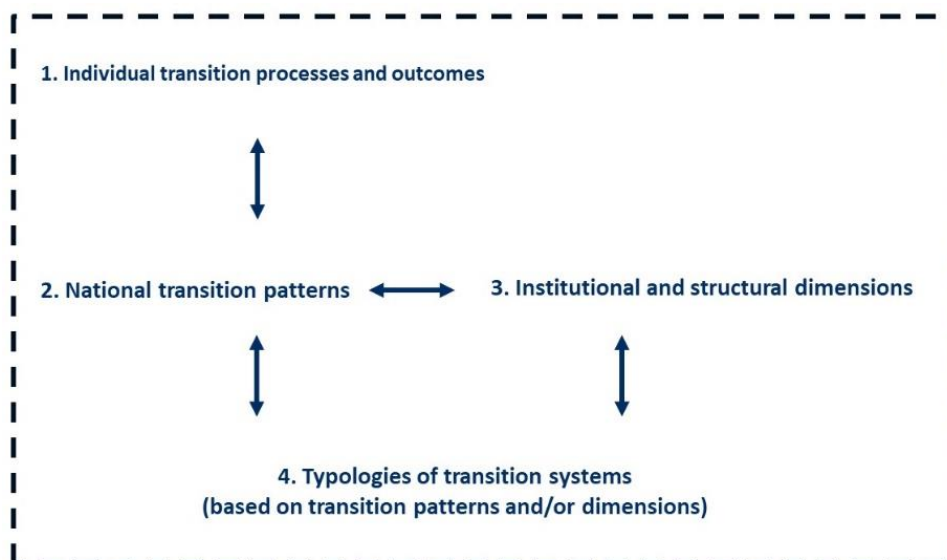 1. Individual transition processes and outcomes
2. National transition patterns
3. Institutional and structural dimensions
4. Typologies of transition systems
(based on transition patterns and/or dimensions)